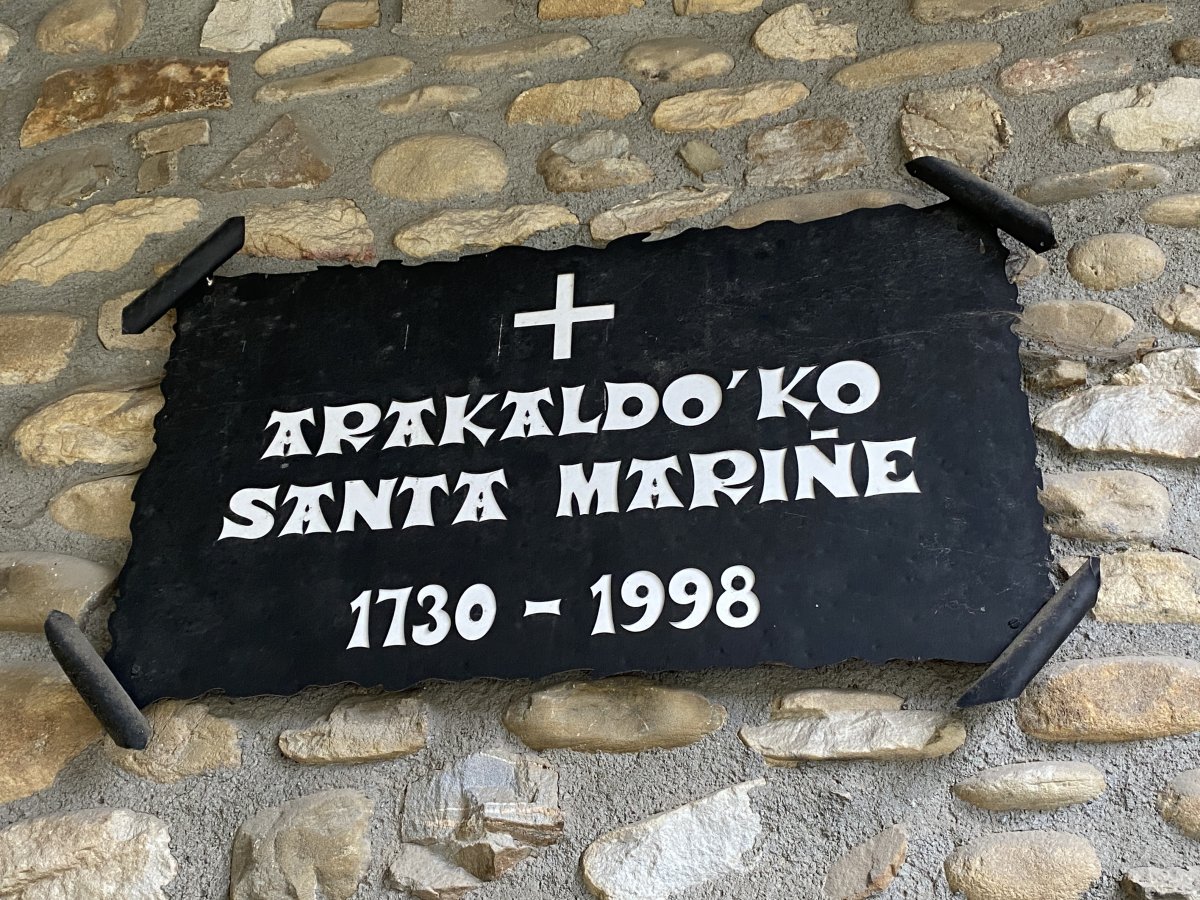 ARAKALDO'KO
SANTA MARIÑE
1730 - 1998